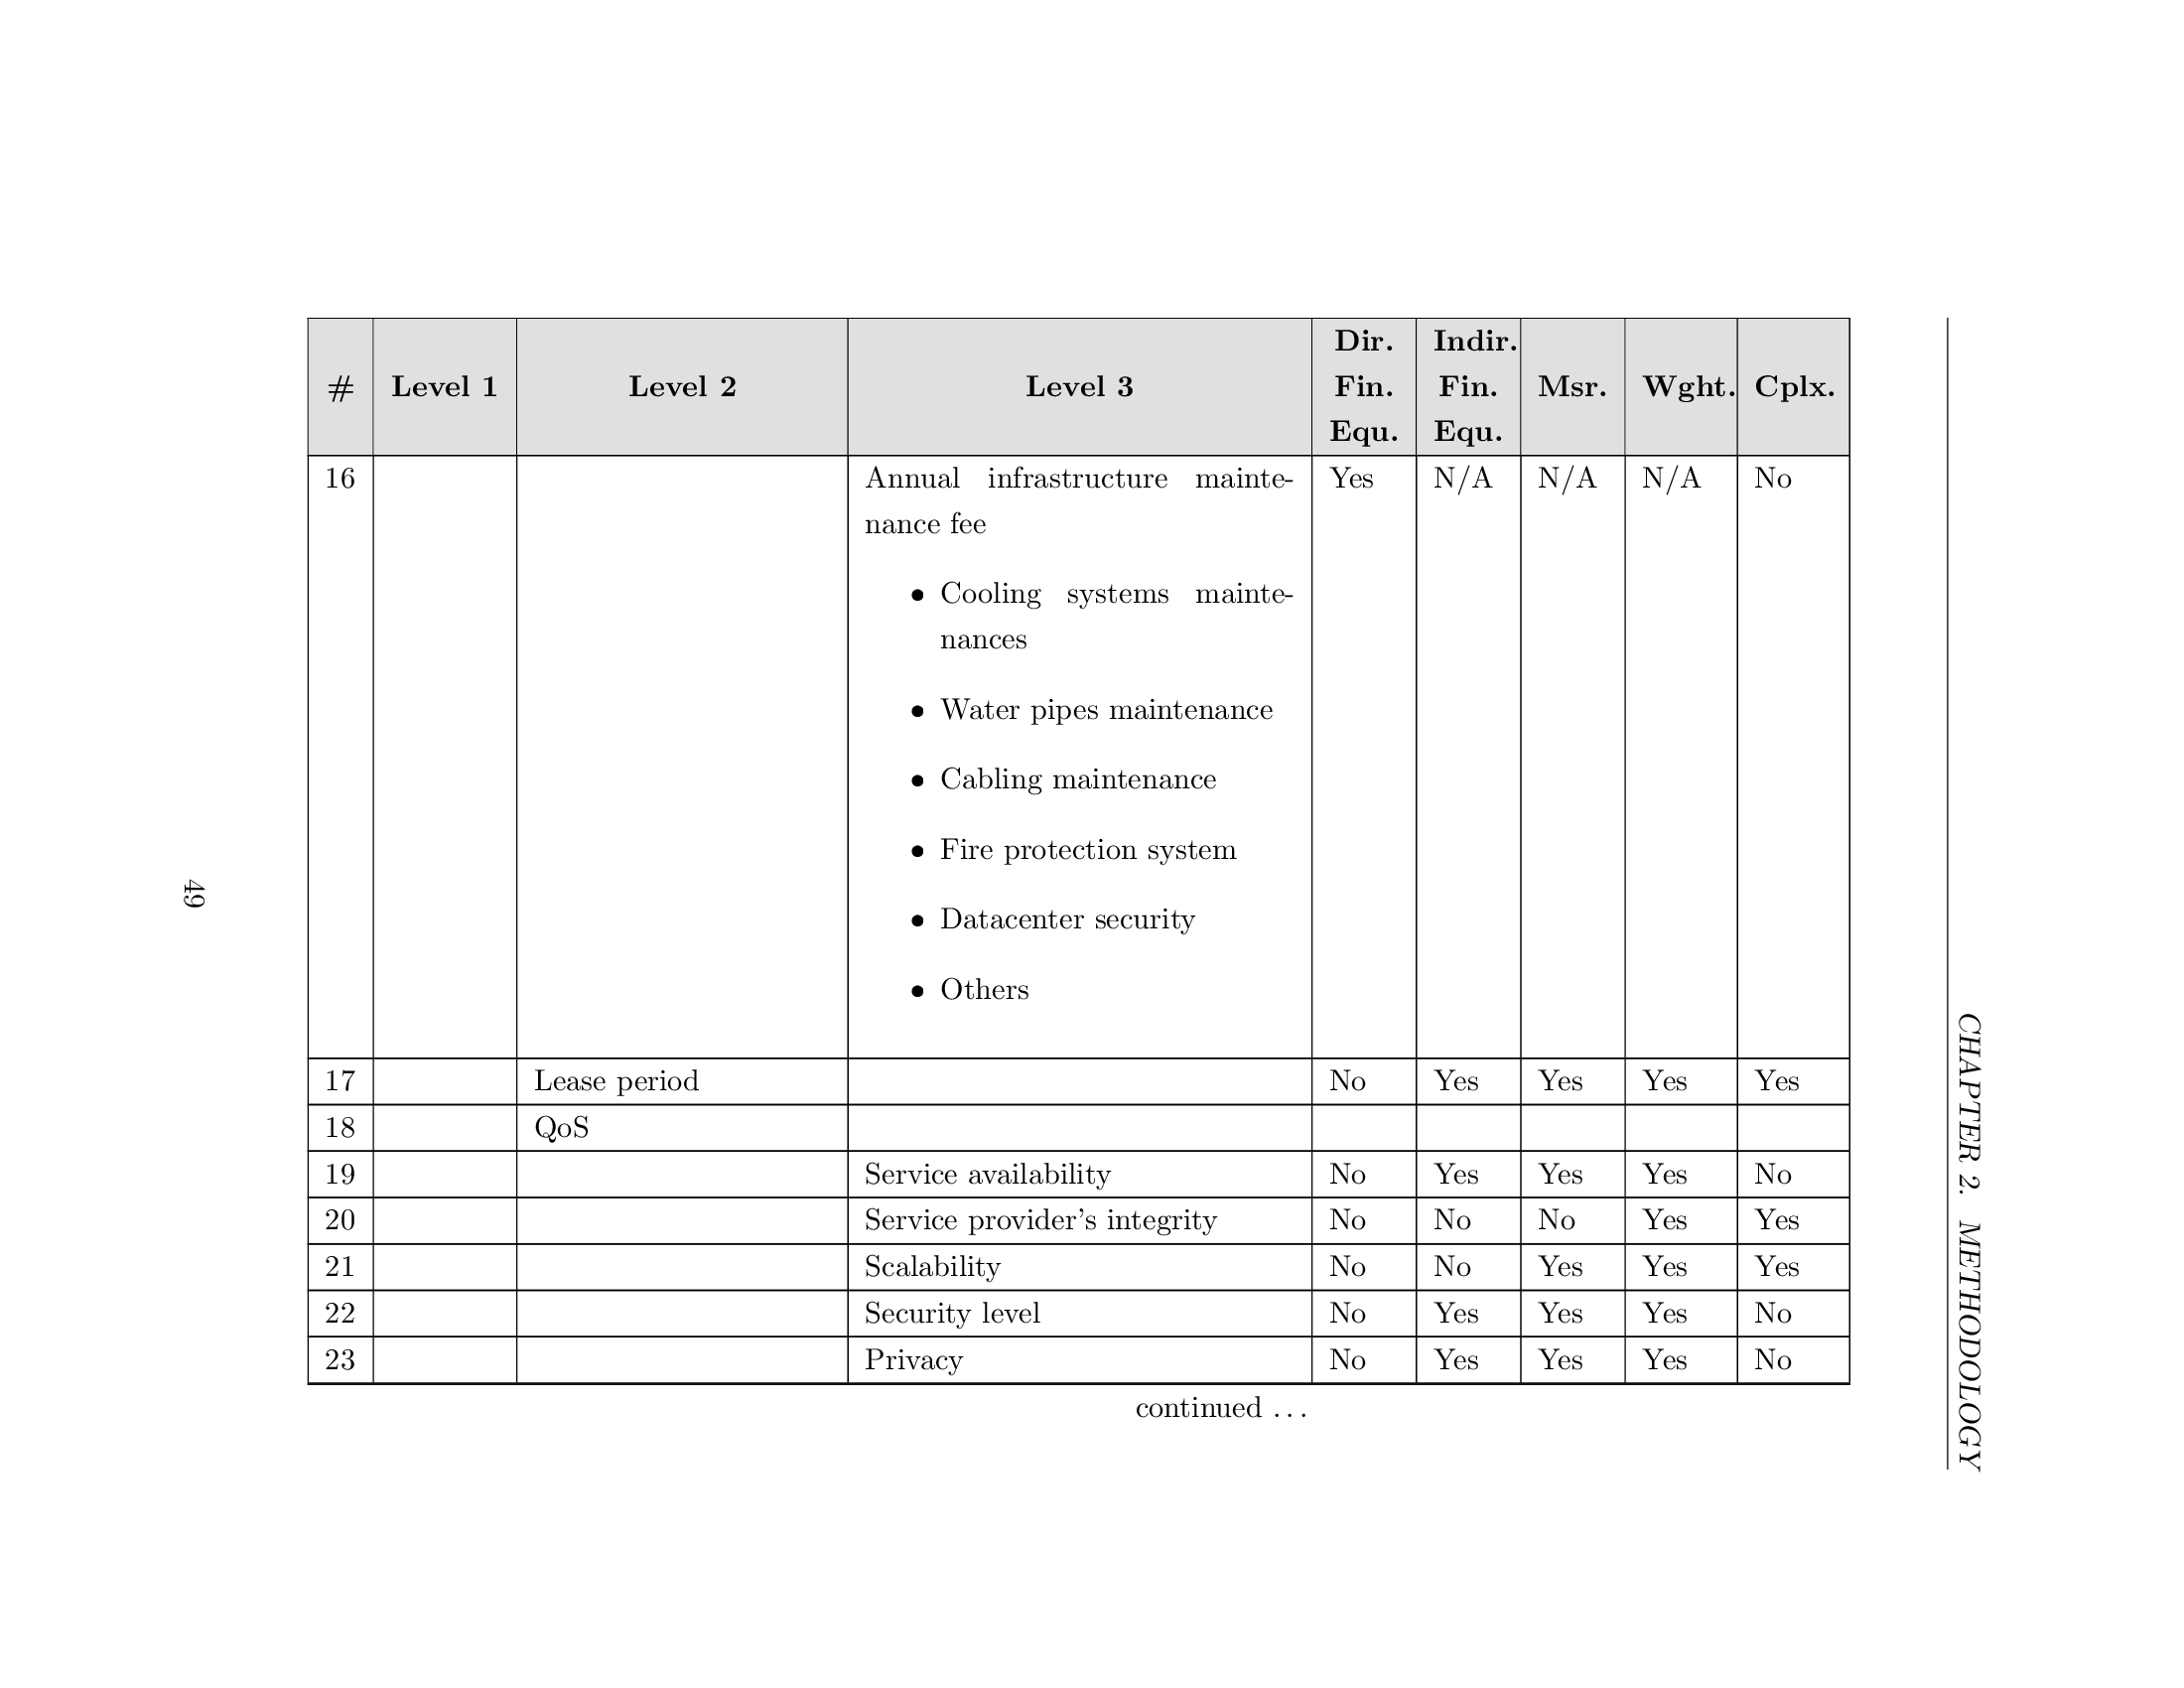 CHAPTER 2. METHODOLOGY
# Level 1 Level 2 Level 3 Dir. Fin. Equ. Indir. Fin. Equ. Msr. Wght. Cplx.
16 Annual infrastructure mainte- Yes N/A N/A N/A No
nance fee
• Cooling systems mainte-
nances
• Water pipes maintenance
• Cabling maintenance
• Fire protection system
• Datacenter security
• Others
17 Lease period No Yes Yes Yes Yes
18 QoS
19 Service availability No Yes Yes Yes No
20 Service provider's integrity No No No Yes Yes
21 Scalability No No Yes Yes Yes
22 Security level No Yes Yes Yes No
23 Privacy No Yes Yes Yes No
continued ...
49